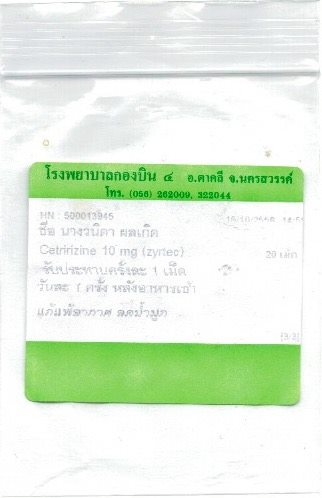 โรงพยาบาลกองบิน ๔ อ.ตาคลี จ.นครสวรรค์
โทร. (056) 262009, 322044
HN : 500013945
ชื่อ นางวนิดา ผลเกิด
Cetririzine 10 mg (zyrtec) 20 เม็ด
รับประทานครั้งละ 1 เม็ด
วันละ 1 ครั้ง หลังอาหารเช้า
แก้แพ้อากาศ ลดน้ำมูก
[3/3]